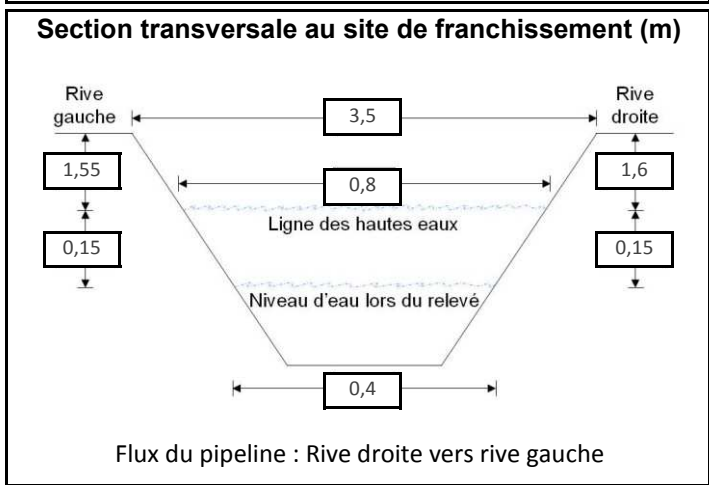 Section transversale au site de franchissement (m)
Rive
gauche
3,5
Rive
droite
1,55
0,8
1,6
Ligne des hautes eaux
0,15
0,15
Niveau d'eau lors du relevé
0,4
Flux du pipeline : Rive droite vers rive gauche